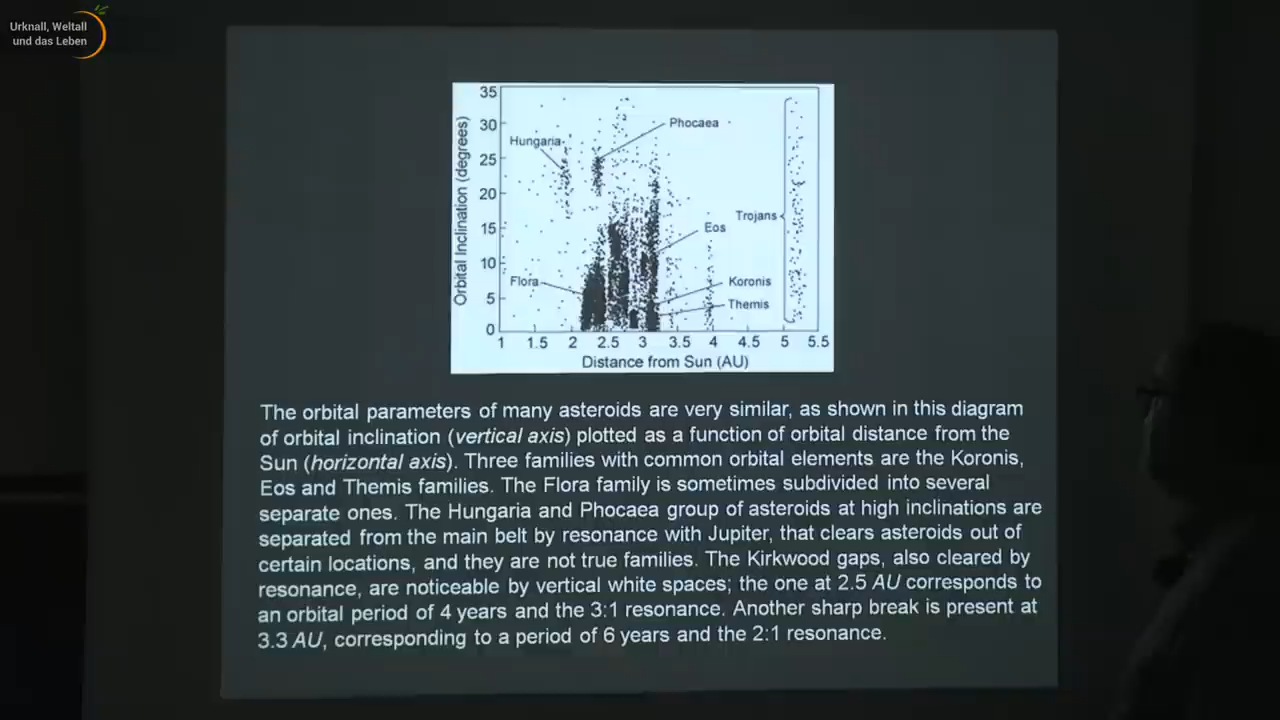 Urknall, Weltall
und das Leben
35
30
25
20
15
10
5
0
Orbital Inclination (degrees)
Hungaria
Phocaea
Trojans
Eos
Flora
Koronis
Themis
1 1.5 2 2.5 3 3.5 4 4.5 5 5.5
Distance from Sun (AU)
The orbital parameters of many asteroids are very similar, as shown in this diagram
of orbital inclination (vertical axis) plotted as a function of orbital distance from the
Sun (horizontal axis). Three families with common orbital elements are the Koronis,
Eos and Themis families. The Flora family is sometimes subdivided into several
separate ones. The Hungaria and Phocaea group of asteroids at high inclinations are
separated from the main belt by resonance with Jupiter, that clears asteroids out of
certain locations, and they are not true families. The Kirkwood gaps, also cleared by
resonance, are noticeable by vertical white spaces; the one at 2.5 AU corresponds to
an orbital period of 4 years and the 3:1 resonance. Another sharp break is present at
3.3 AU, corresponding to a period of 6 years and the 2:1 resonance.